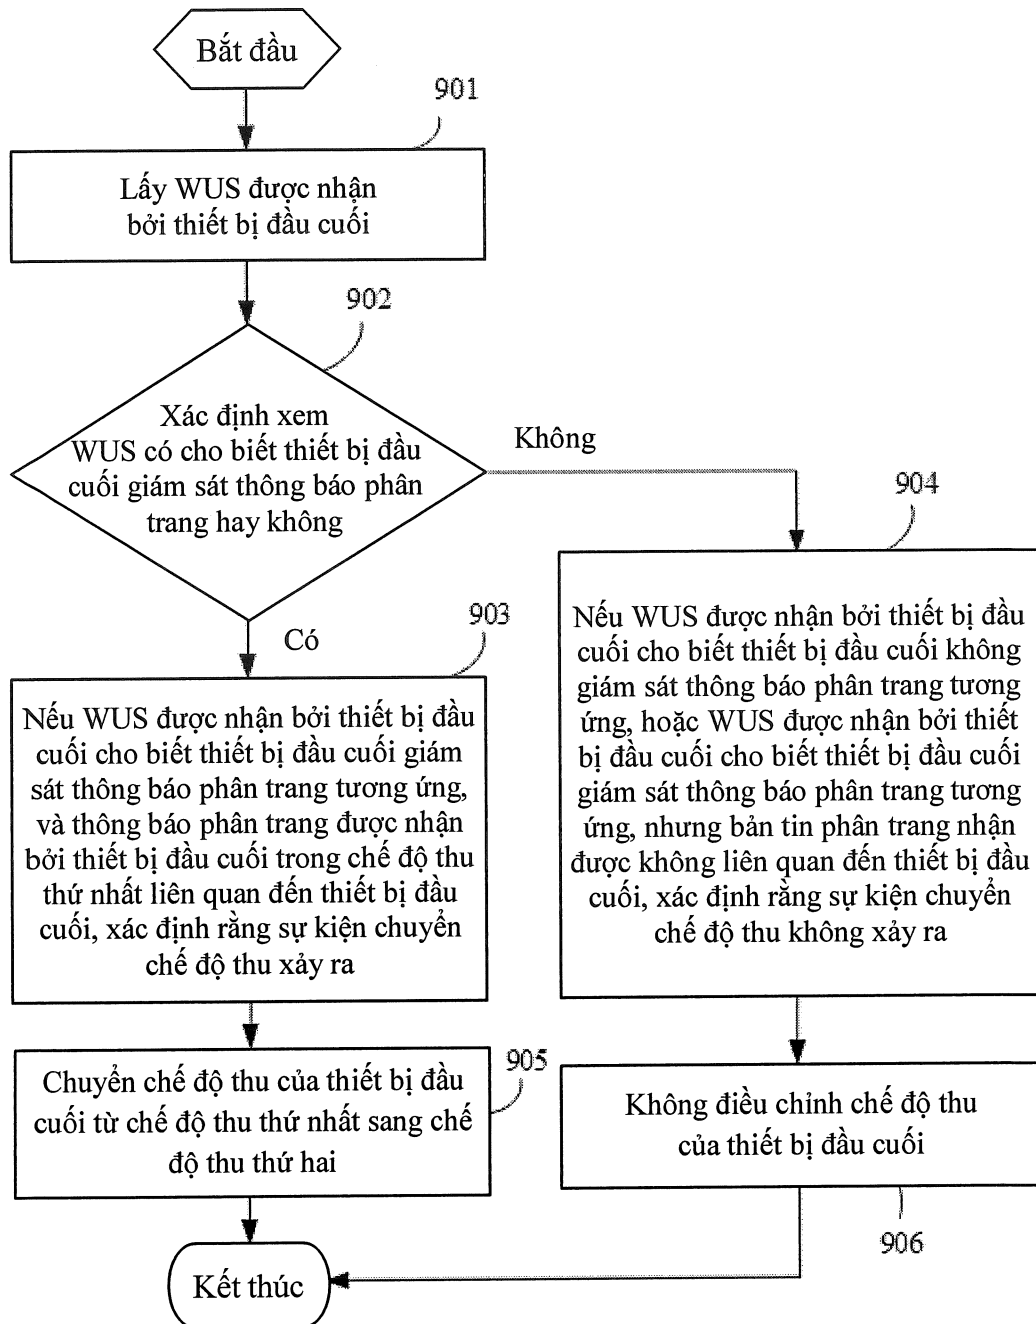 Bắt đầu
901
Lấy WUS được nhận
bởi thiết bị đầu cuối
902
Xác định xem
WUS có cho biết thiết bị đầu
cuối giám sát thông báo phân
trang hay không
Không
Có
903
Nếu WUS được nhận bởi thiết bị đầu
cuối cho biết thiết bị đầu cuối giám
sát thông báo phân trang tương ứng,
và thông báo phân trang được nhận
bởi thiết bị đầu cuối trong chế độ thu
thứ nhất liên quan đến thiết bị đầu
cuối, xác định rằng sự kiện chuyển
chế độ thu xảy ra
904
Nếu WUS được nhận bởi thiết bị đầu
cuối cho biết thiết bị đầu cuối không
giám sát thông báo phân trang tương
ứng, hoặc WUS được nhận bởi thiết
bị đầu cuối cho biết thiết bị đầu cuối
giám sát thông báo phân trang tương
ứng, nhưng bản tin phân trang nhận
được không liên quan đến thiết bị đầu
cuối, xác định rằng sự kiện chuyển
chế độ thu không xảy ra
905
Chuyển chế độ thu của thiết bị đầu
cuối từ chế độ thu thứ nhất sang chế
độ thu thứ hai
Không điều chỉnh chế độ thu
của thiết bị đầu cuối
906
Kết thúc